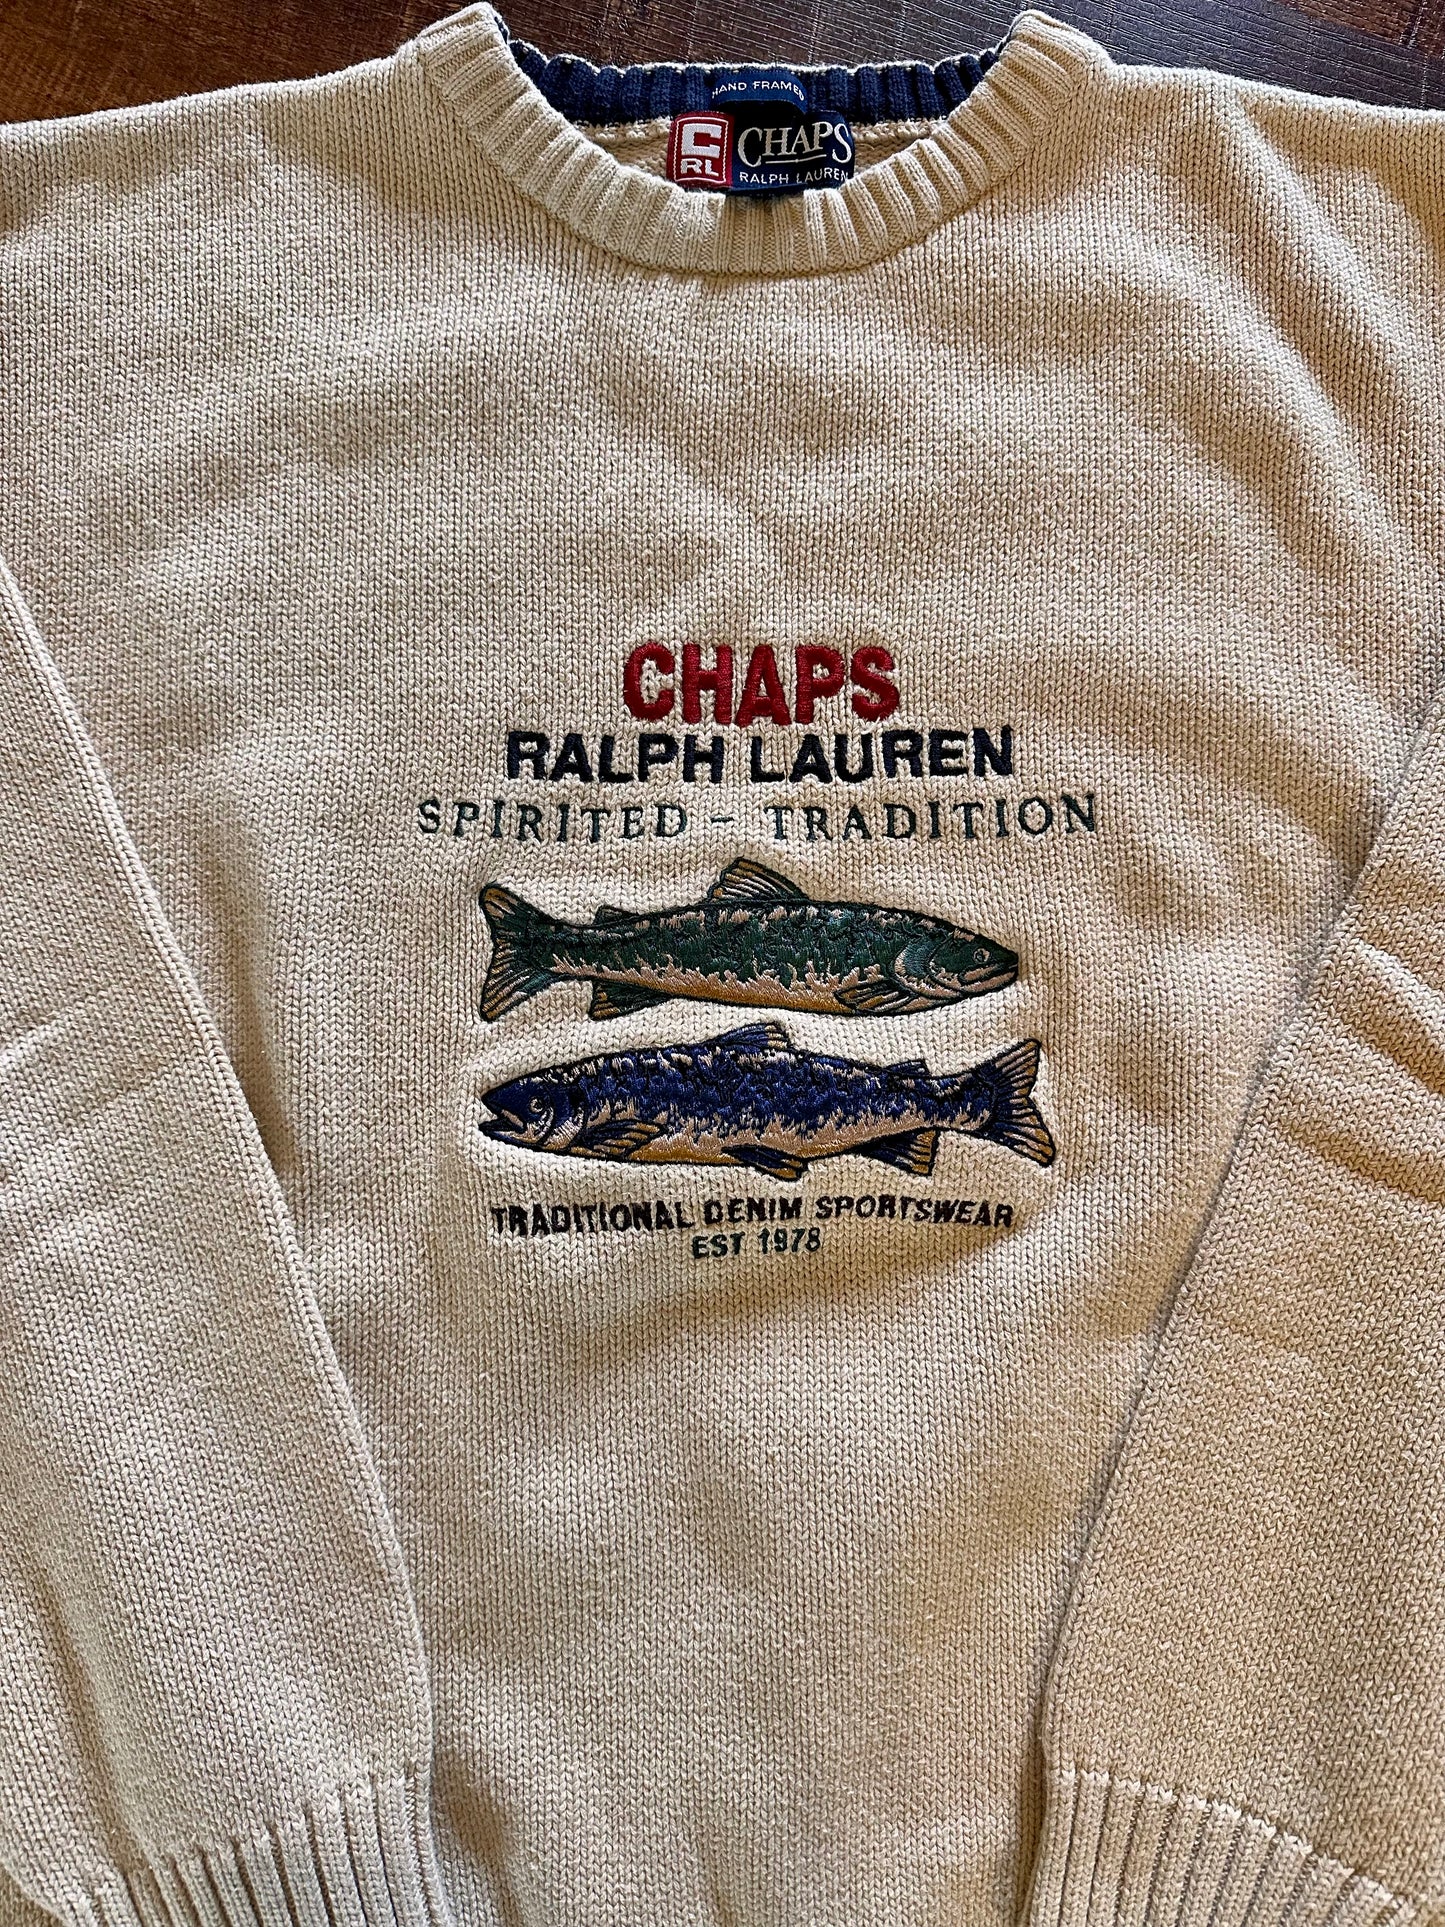 HAND FRAMED
C
RL
CHAPS
RALPH LAUREN
CHAPS
RALPH LAUREN
SPIRITED - TRADITION
TRADITIONAL DENIM SPORTSWEAR
EST 1978